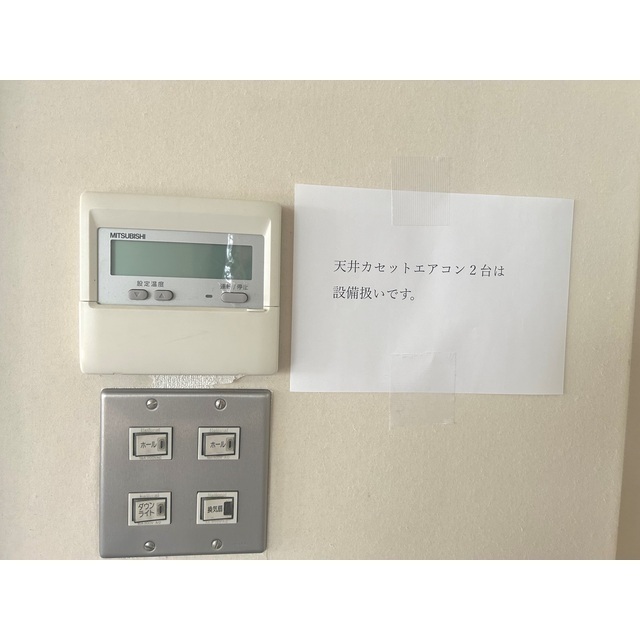 MITSUBISHI
設定温度
運転/停止
天井カセットエアコン２台は
設備扱いです。
ホール
ホール
ダウン
ライト
換気扇